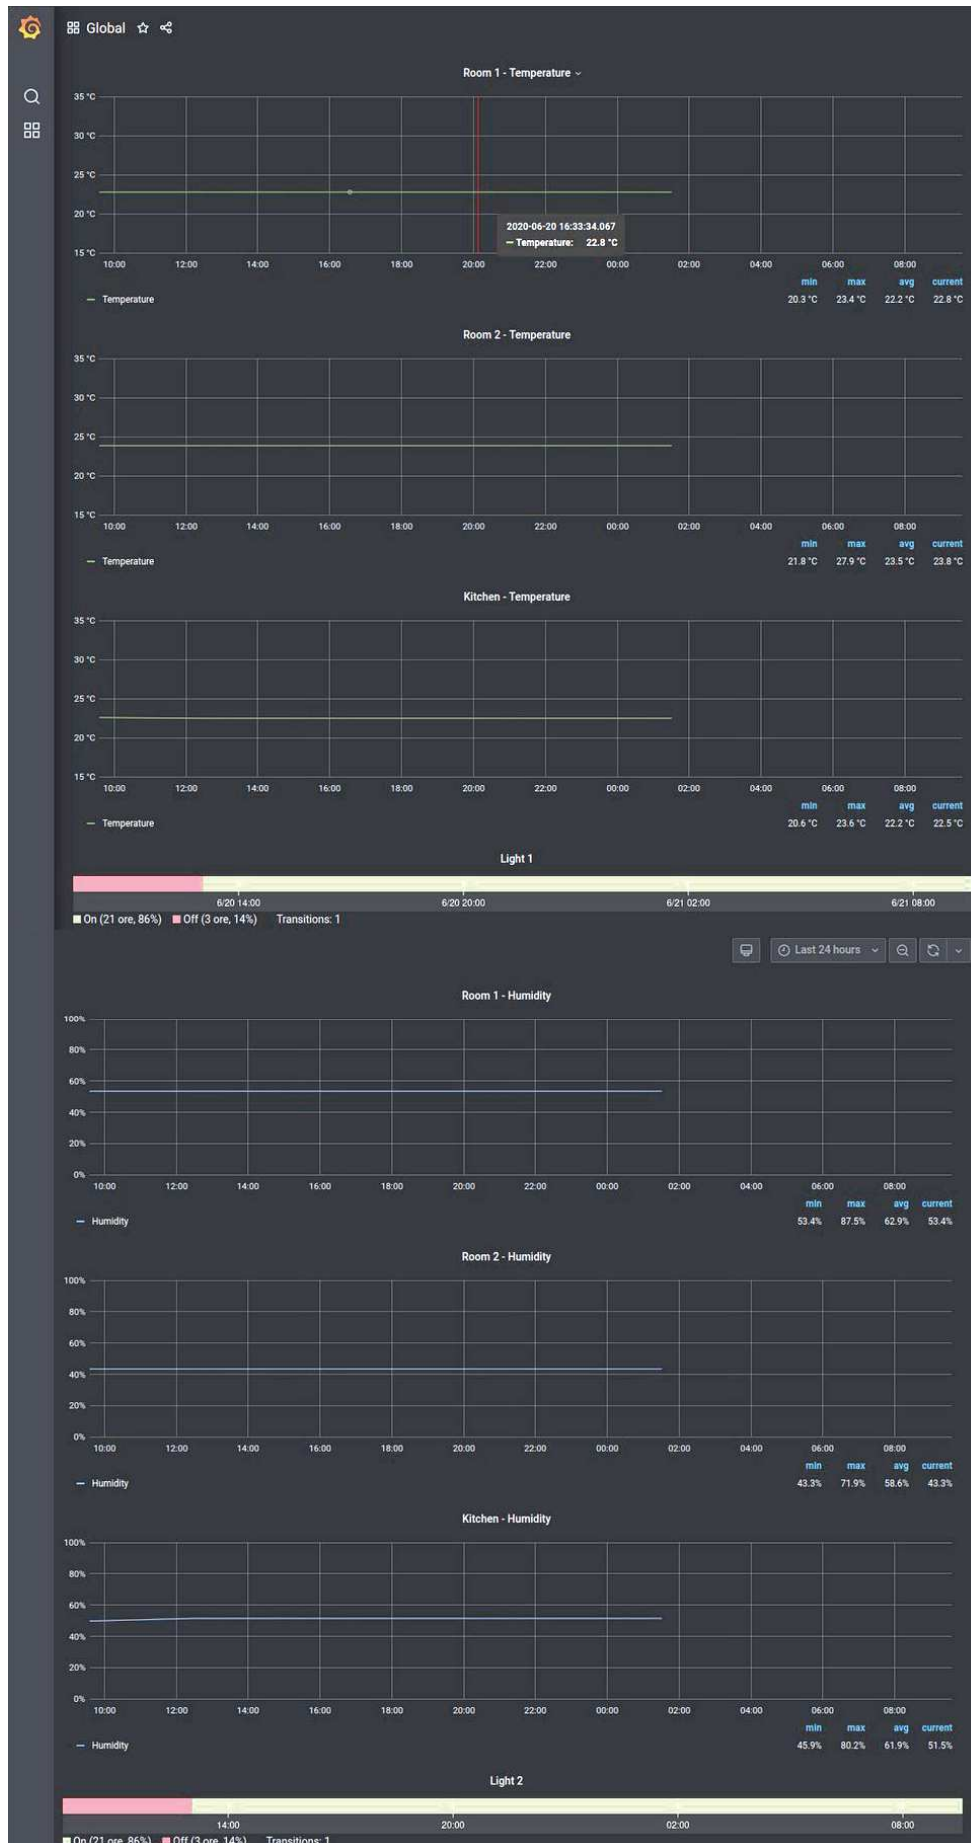 Global
Room 1 - Temperature
35 °C
30 °C
25 °C
20 °C
15 °C
2020-06-20 16:33:34.067
Temperature: 22.8 °C
10:00 12:00 14:00 16:00 18:00 20:00 22:00 00:00 02:00 04:00 06:00 08:00
min max avg current
Temperature 20.3 °C 23.4 °C 22.2 °C 22.8 °C
Room 2 - Temperature
35 °C
30 °C
25 °C
20 °C
15 °C
10:00 12:00 14:00 16:00 18:00 20:00 22:00 00:00 02:00 04:00 06:00 08:00
min max avg current
Temperature 21.8 °C 27.9 °C 23.5 °C 23.8 °C
Kitchen - Temperature
35 °C
30 °C
25 °C
20 °C
15 °C
10:00 12:00 14:00 16:00 18:00 20:00 22:00 00:00 02:00 04:00 06:00 08:00
min max avg current
Temperature 20.6 °C 23.6 °C 22.2 °C 22.5 °C
Light 1
6/20 14:00 6/20 20:00 6/21 02:00 6/21 08:00
On (21 ore, 86%) Off (3 ore, 14%) Transitions: 1
Last 24 hours
Room 1 - Humidity
100%
80%
60%
40%
20%
0%
10:00 12:00 14:00 16:00 18:00 20:00 22:00 00:00 02:00 04:00 06:00 08:00
min max avg current
Humidity 53.4% 87.5% 62.9% 53.4%
Room 2 - Humidity
100%
80%
60%
40%
20%
0%
10:00 12:00 14:00 16:00 18:00 20:00 22:00 00:00 02:00 04:00 06:00 08:00
min max avg current
Humidity 43.3% 71.9% 58.6% 43.3%
Kitchen - Humidity
100%
80%
60%
40%
20%
0%
10:00 12:00 14:00 16:00 18:00 20:00 22:00 00:00 02:00 04:00 06:00 08:00
min max avg current
Humidity 45.9% 80.2% 61.9% 51.5%
Light 2
14:00 20:00 02:00 08:00
On (21 ore, 86%) Off (3 ore, 14%) Transitions: 1